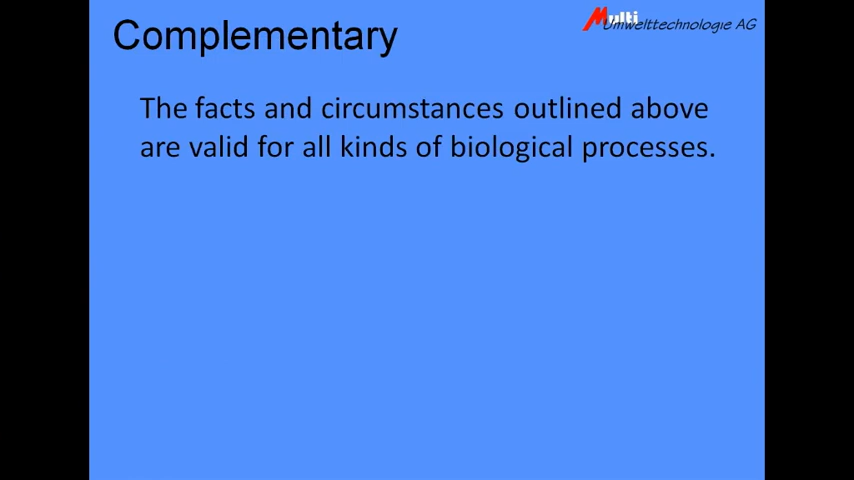 Complementary
Multi
Umwelttechnologie AG
The facts and circumstances outlined above
are valid for all kinds of biological processes.